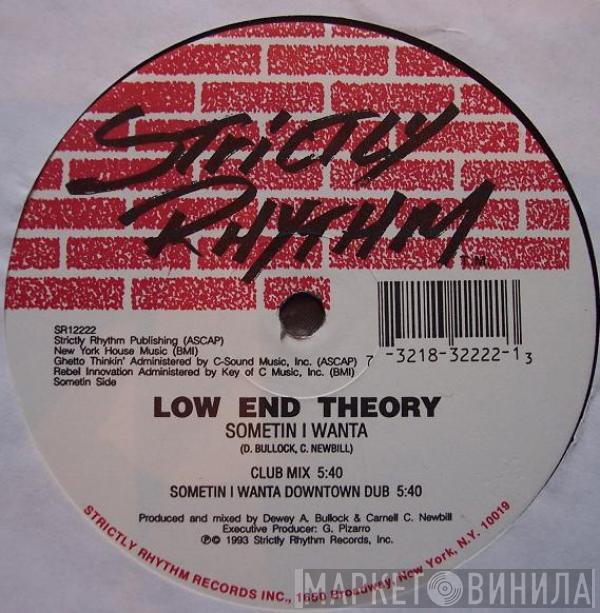 STRICTLY
RHYTHM
TM
SR12222
Strictly Rhythm Publishing (ASCAP)
New York House Music (BMI)
Ghetto Thinkin' Administered by C-Sound Music, Inc. (ASCAP)
Rebel Innovation Administered by Key of C Music, Inc. (BMI)
Sometin Side
7 -3218-32222-1 3
LOW END THEORY
SOMETIN I WANTA
(D. BULLOCK, C. NEWBILL)
CLUB MIX 5:40
SOMETIN I WANTA DOWNTOWN DUB 5:40
Produced and mixed by Dewey A. Bullock & Carnell C. Newbill
Executive Producer: G. Pizarro
℗© 1993 Strictly Rhythm Records, Inc.
STRICTLY RHYTHM RECORDS INC., 1650 Broadway, New York, N.Y. 10019
МАРКЕТ ВИНИЛА